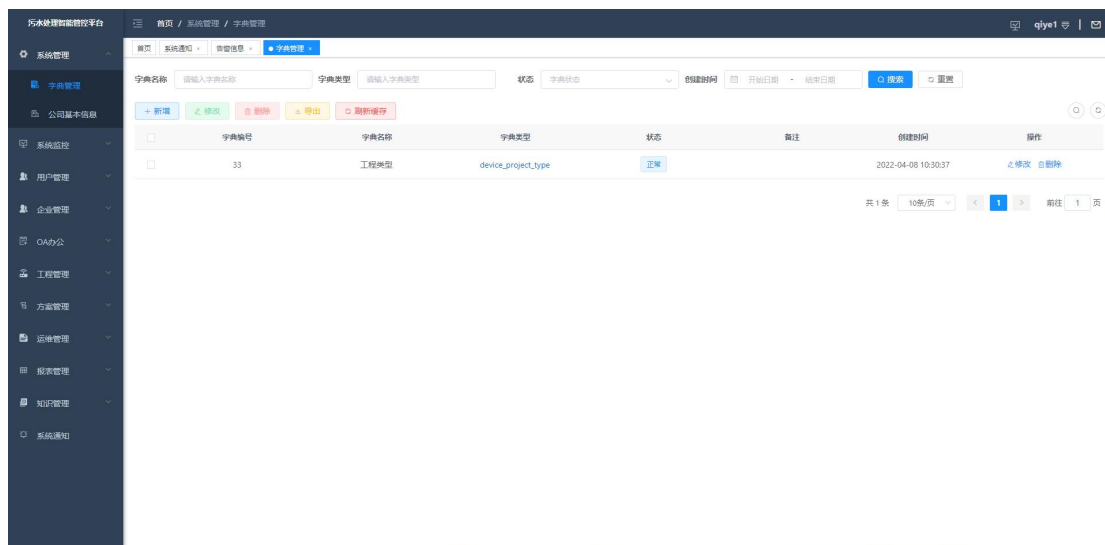 污水处理智能管控平台
首页 / 系统管理 / 字典管理
qiye1
系统管理
字典管理
公司基本信息
系统监控
用户管理
企业管理
OA办公
工程管理
方案管理
运维管理
报表管理
知识管理
系统通知
首页 系统通知 × 告警信息 × 字典管理 ×
字典名称 请输入字典名称 字典类型 请输入字典类型 状态 字典状态 创建时间 开始日期 - 结束日期 搜索 重置
+ 新增 修改 删除 导出 刷新缓存
字典编号 字典名称 字典类型 状态 备注 创建时间 操作
33 工程类型 device_project_type 正常 2022-04-08 10:30:37 修改 删除
共 1 条 10条/页 < 1 > 前往 1 页